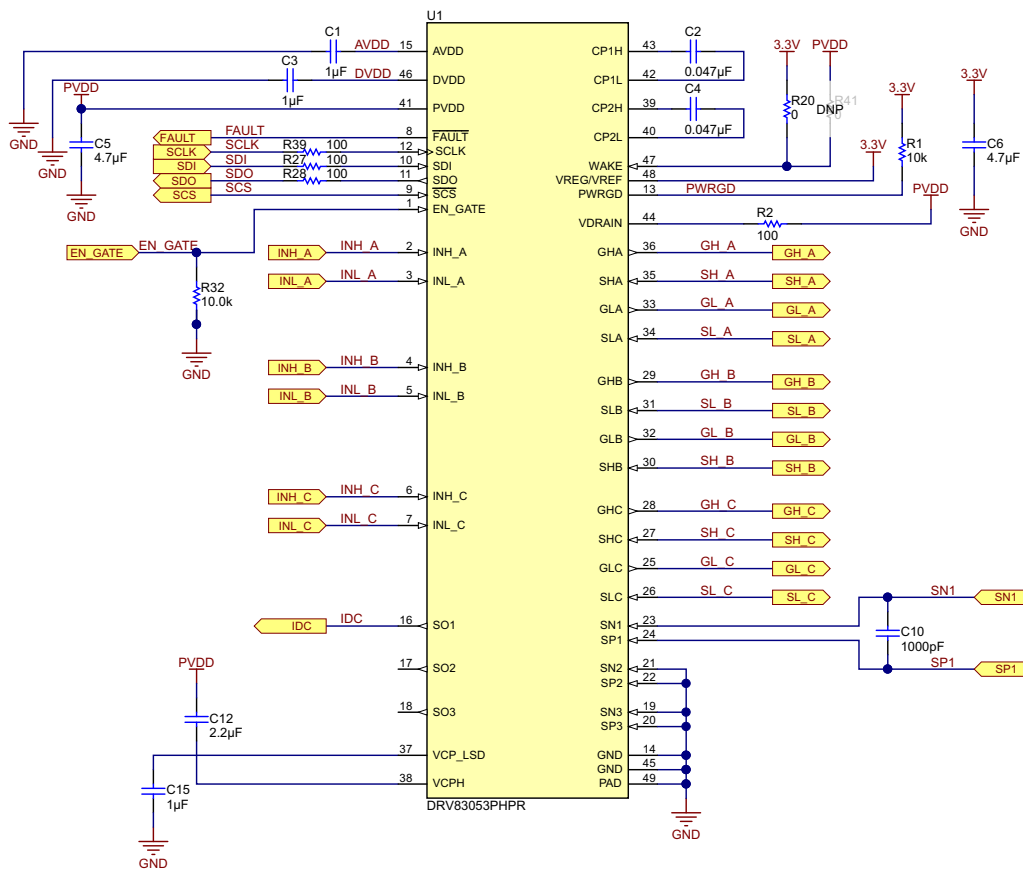 U1
C1
1µF
AVDD
15
AVDD
C3
1µF
DVDD
46
DVDD
PVDD
41
PVDD
C5
4.7µF
GND
GND
GND
FAULT
FAULT
8
FAULT
SCLK
SCLK
R39
100
12
SCLK
SDI
SDI
R27
100
10
SDI
SDO
SDO
R28
100
11
SDO
SCS
SCS
9
SCS
1
EN_GATE
EN_GATE
EN_GATE
R32
10.0k
GND
INH_A
INH_A
2
INH_A
INL_A
INL_A
3
INL_A
INH_B
INH_B
4
INH_B
INL_B
INL_B
5
INL_B
INH_C
INH_C
6
INH_C
INL_C
INL_C
7
INL_C
IDC
IDC
16
SO1
17
SO2
18
SO3
PVDD
C12
2.2µF
37
VCP_LSD
38
VCPH
C15
1µF
GND
DRV83053PHPR
CP1H
43
C2
0.047µF
CP1L
42
CP2H
39
C4
0.047µF
CP2L
40
3.3V
R20
0
PVDD
R41
0
DNP
WAKE
47
VREG/VREF
48
3.3V
PWRGD
13
PWRGD
3.3V
R1
10k
3.3V
C6
4.7µF
GND
VDRAIN
44
R2
100
PVDD
GHA
36
GH_A
GH_A
SHA
35
SH_A
SH_A
GLA
33
GL_A
GL_A
SLA
34
SL_A
SL_A
GHB
29
GH_B
GH_B
SLB
31
SL_B
SL_B
GLB
32
GL_B
GL_B
SHB
30
SH_B
SH_B
GHC
28
GH_C
GH_C
SHC
27
SH_C
SH_C
GLC
25
GL_C
GL_C
SLC
26
SL_C
SL_C
SN1
23
SN1
SN1
SP1
24
C10
1000pF
SP1
SP1
SN2
21
SP2
22
SN3
19
SP3
20
GND
14
GND
45
PAD
49
GND